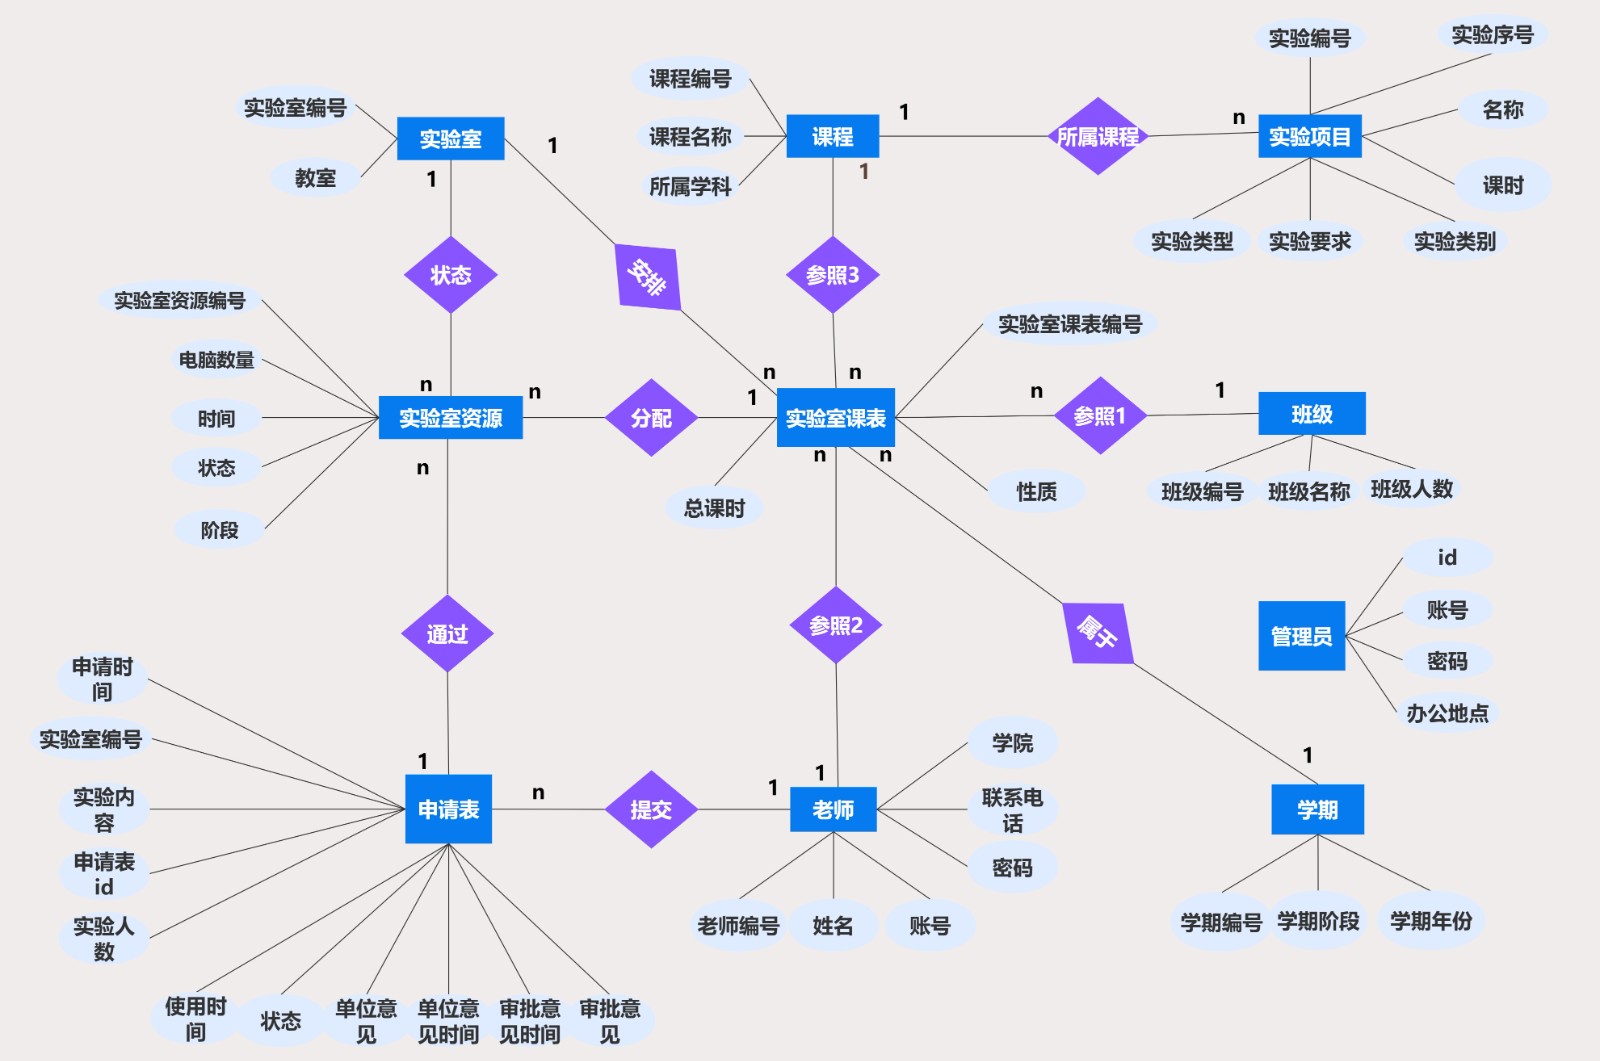 实验编号
实验序号
课程编号
实验室编号
1
n
名称
实验室
1
课程
所属课程
实验项目
课程名称
教室
1
1
所属学科
课时
实验类型
实验要求
实验类别
状态
安排
参照3
实验室资源编号
实验室课表编号
电脑数量
n
n
n
n
1
n
1
时间
实验室资源
分配
实验室课表
参照1
班级
n
n
n
状态
性质
班级编号
班级名称
班级人数
总课时
阶段
id
账号
通过
参照2
属于
管理员
密码
申请时
间
办公地点
实验室编号
学院
1
1
1
n
1
实验内
容
申请表
提交
老师
联系电
话
学期
申请表
id
密码
实验人
数
老师编号
姓名
账号
学期编号
学期阶段
学期年份
使用时
间
状态
单位意
见
单位意
见时间
审批意
见时间
审批意
见